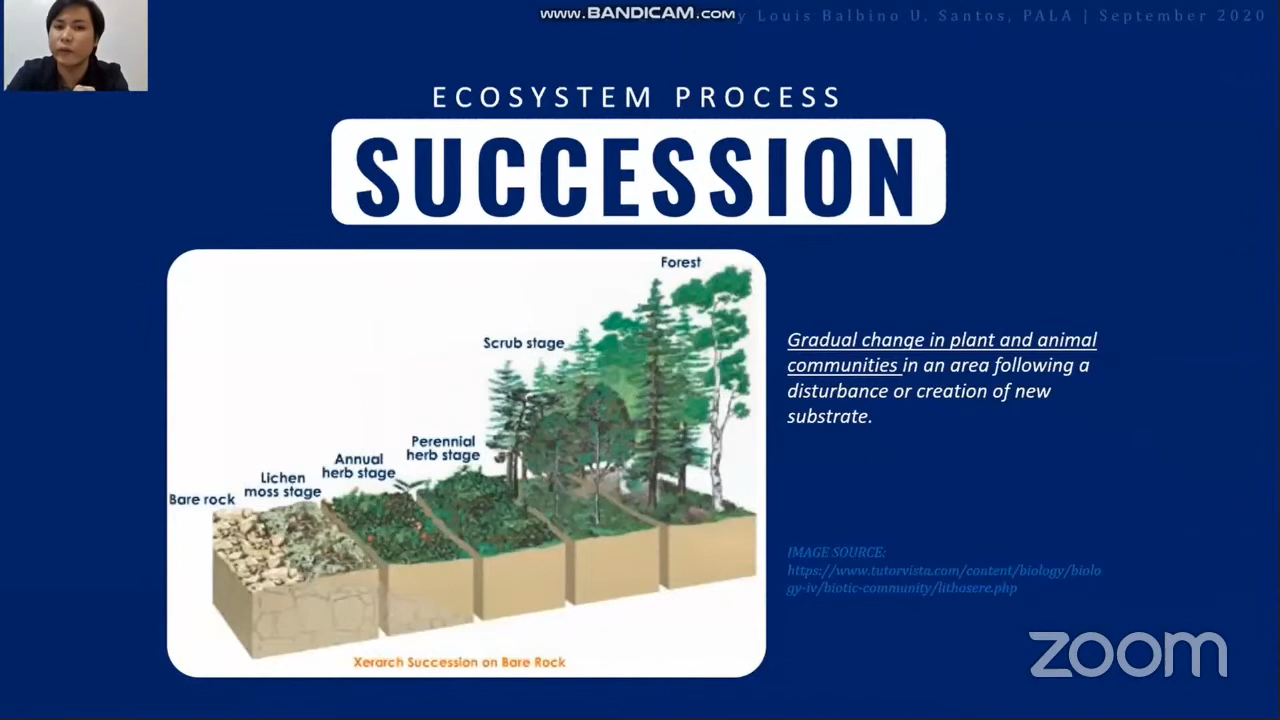 www.BANDICAM.com
y Louis Balbino U. Santos, PALA | September 2020
ECOSYSTEM PROCESS
SUCCESSION
Forest
Scrub stage
Perennial
herb stage
Annual
herb stage
Lichen
moss stage
Bare rock
Xerarch Succession on Bare Rock
Gradual change in plant and animal
communities in an area following a
disturbance or creation of new
substrate.
IMAGE SOURCE:
https://www.tutorvista.com/content/biology/biolo
gy-iv/biotic-community/lithosere.php
zoom